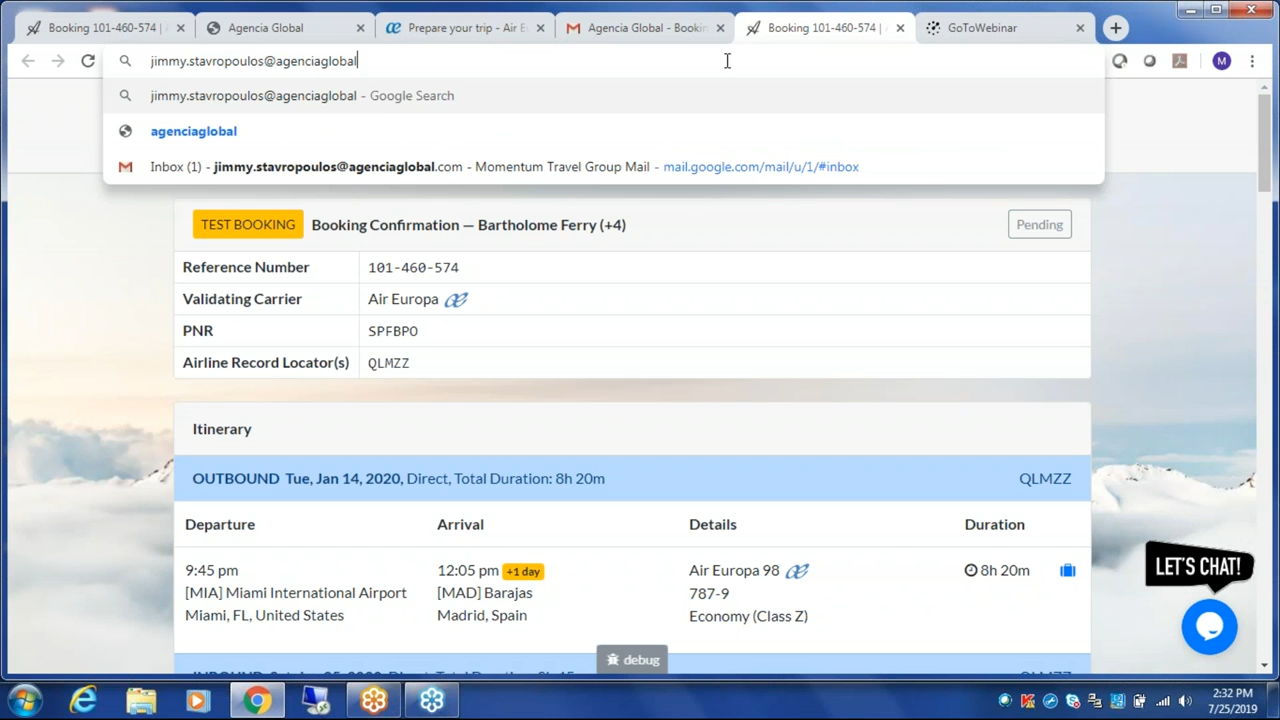 Booking 101-460-574 | Agencia Global Prepare your trip - Air E Agencia Global - Bookin Booking 101-460-574 | GoToWebinar
jimmy.stavropoulos@agenciaglobal
M
jimmy.stavropoulos@agenciaglobal - Google Search
agenciaglobal
Inbox (1) - jimmy.stavropoulos@agenciaglobal.com - Momentum Travel Group Mail - mail.google.com/mail/u/1/#inbox
TEST BOOKING Booking Confirmation — Bartholome Ferry (+4) Pending
Reference Number 101-460-574
Validating Carrier Air Europa
PNR SPFBPO
Airline Record Locator(s) QLMZZ
Itinerary
OUTBOUND Tue, Jan 14, 2020, Direct, Total Duration: 8h 20m QLMZZ
Departure Arrival Details Duration
9:45 pm 12:05 pm +1 day Air Europa 98 8h 20m
[MIA] Miami International Airport [MAD] Barajas 787-9
Miami, FL, United States Madrid, Spain Economy (Class Z)
LET'S CHAT!
debug
2:32 PM
7/25/2019